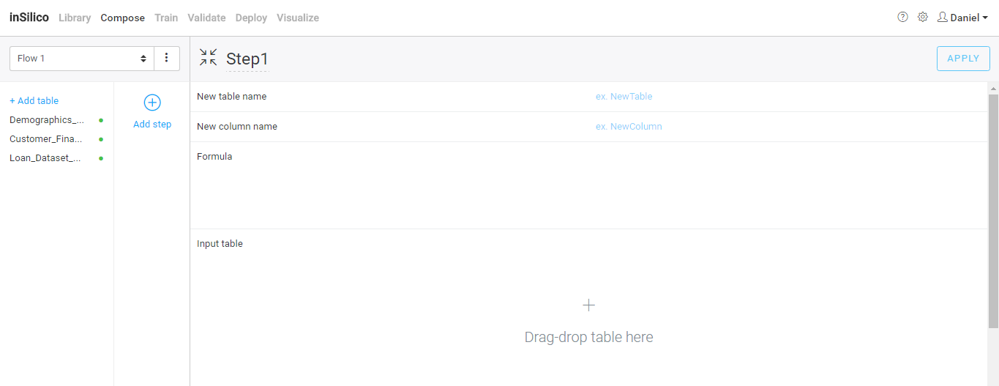 inSilico Library Compose Train Validate Deploy Visualize Daniel
Flow 1
Step1
APPLY
+ Add table
Demographics_...
Customer_Fina...
Loan_Dataset_...
Add step
New table name ex. NewTable
New column name ex. NewColumn
Formula
Input table
Drag-drop table here